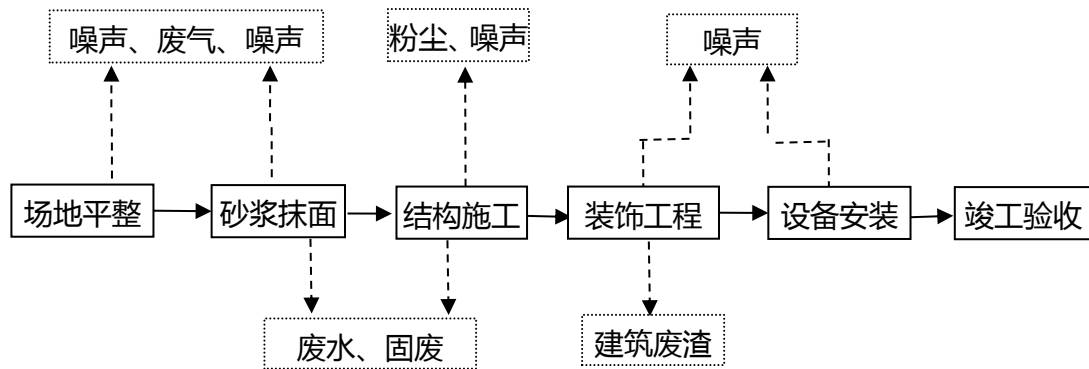 噪声、废气、噪声
粉尘、噪声
噪声
场地平整
砂浆抹面
结构施工
装饰工程
设备安装
竣工验收
废水、固废
建筑废渣